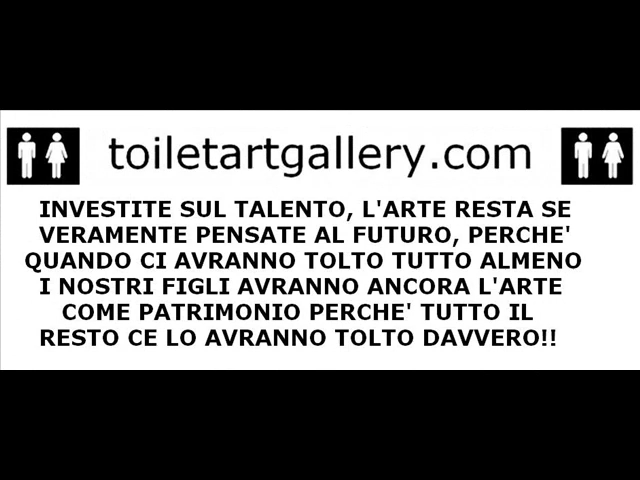 toiletartgallery.com
INVESTITE SUL TALENTO, L'ARTE RESTA SE
VERAMENTE PENSATE AL FUTURO, PERCHE'
QUANDO CI AVRANNO TOLTO TUTTO ALMENO
I NOSTRI FIGLI AVRANNO ANCORA L'ARTE
COME PATRIMONIO PERCHE' TUTTO IL
RESTO CE LO AVRANNO TOLTO DAVVERO!!